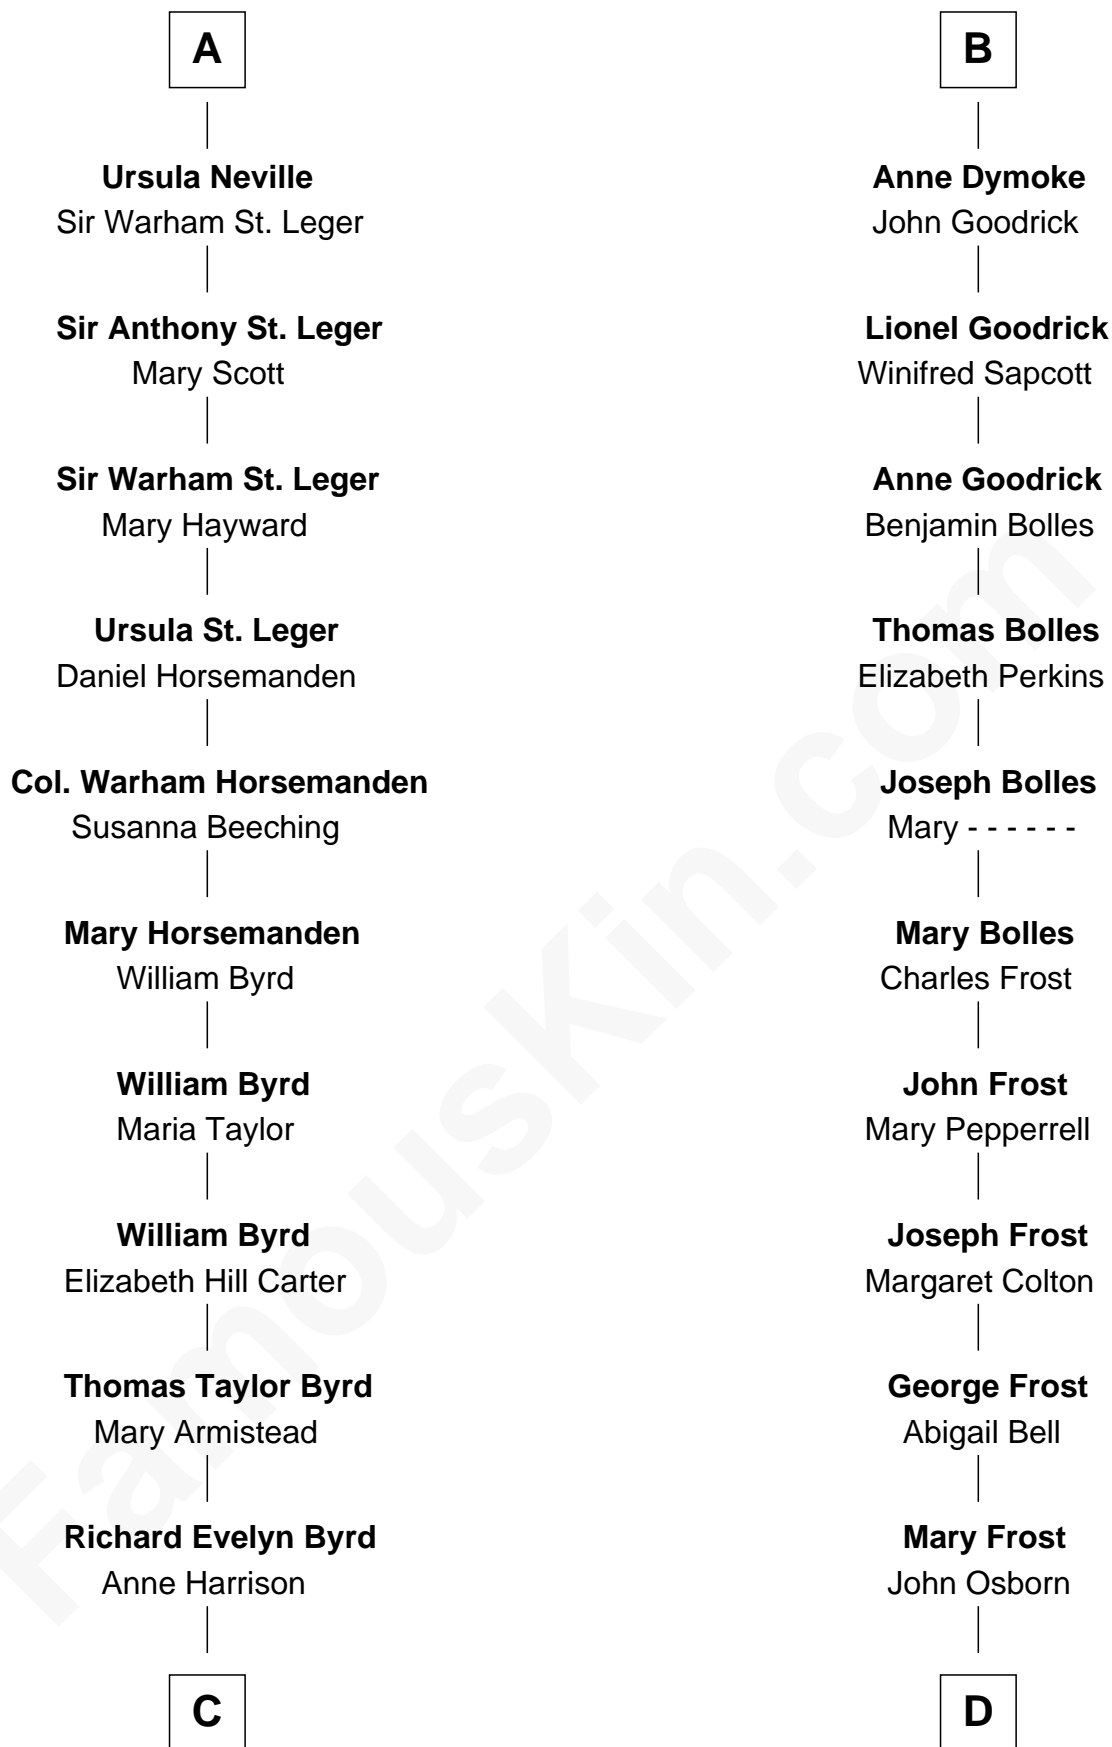 A
Ursula Neville
Sir Warham St. Leger
Sir Anthony St. Leger
Mary Scott
Sir Warham St. Leger
Mary Hayward
Ursula St. Leger
Daniel Horsemanden
Col. Warham Horsemanden
Susanna Beeching
Mary Horsemanden
William Byrd
William Byrd
Maria Taylor
William Byrd
Elizabeth Hill Carter
Thomas Taylor Byrd
Mary Armistead
Richard Evelyn Byrd
Anne Harrison
C
B
Anne Dymoke
John Goodrick
Lionel Goodrick
Winifred Sapcott
Anne Goodrick
Benjamin Bolles
Thomas Bolles
Elizabeth Perkins
Joseph Bolles
Mary - - - - - -
Mary Bolles
Charles Frost
John Frost
Mary Pepperrell
Joseph Frost
Margaret Colton
George Frost
Abigail Bell
Mary Frost
John Osborn
D
FamousKin.com